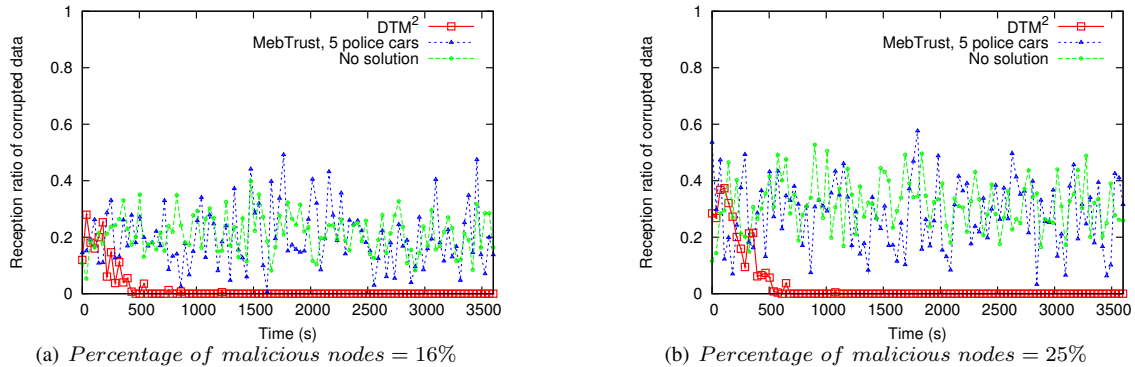 DTM²
MebTrust, 5 police cars
No solution
Reception ratio of corrupted data
1
0.8
0.6
0.4
0.2
0
0 500 1000 1500 2000 2500 3000 3500
Time (s)
(a) Percentage of malicious nodes = 16%
DTM²
MebTrust, 5 police cars
No solution
Reception ratio of corrupted data
1
0.8
0.6
0.4
0.2
0
0 500 1000 1500 2000 2500 3000 3500
Time (s)
(b) Percentage of malicious nodes = 25%